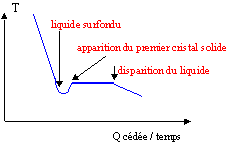 T
liquide surfondu
apparition du premier cristal solide
disparition du liquide
Q cédée / temps